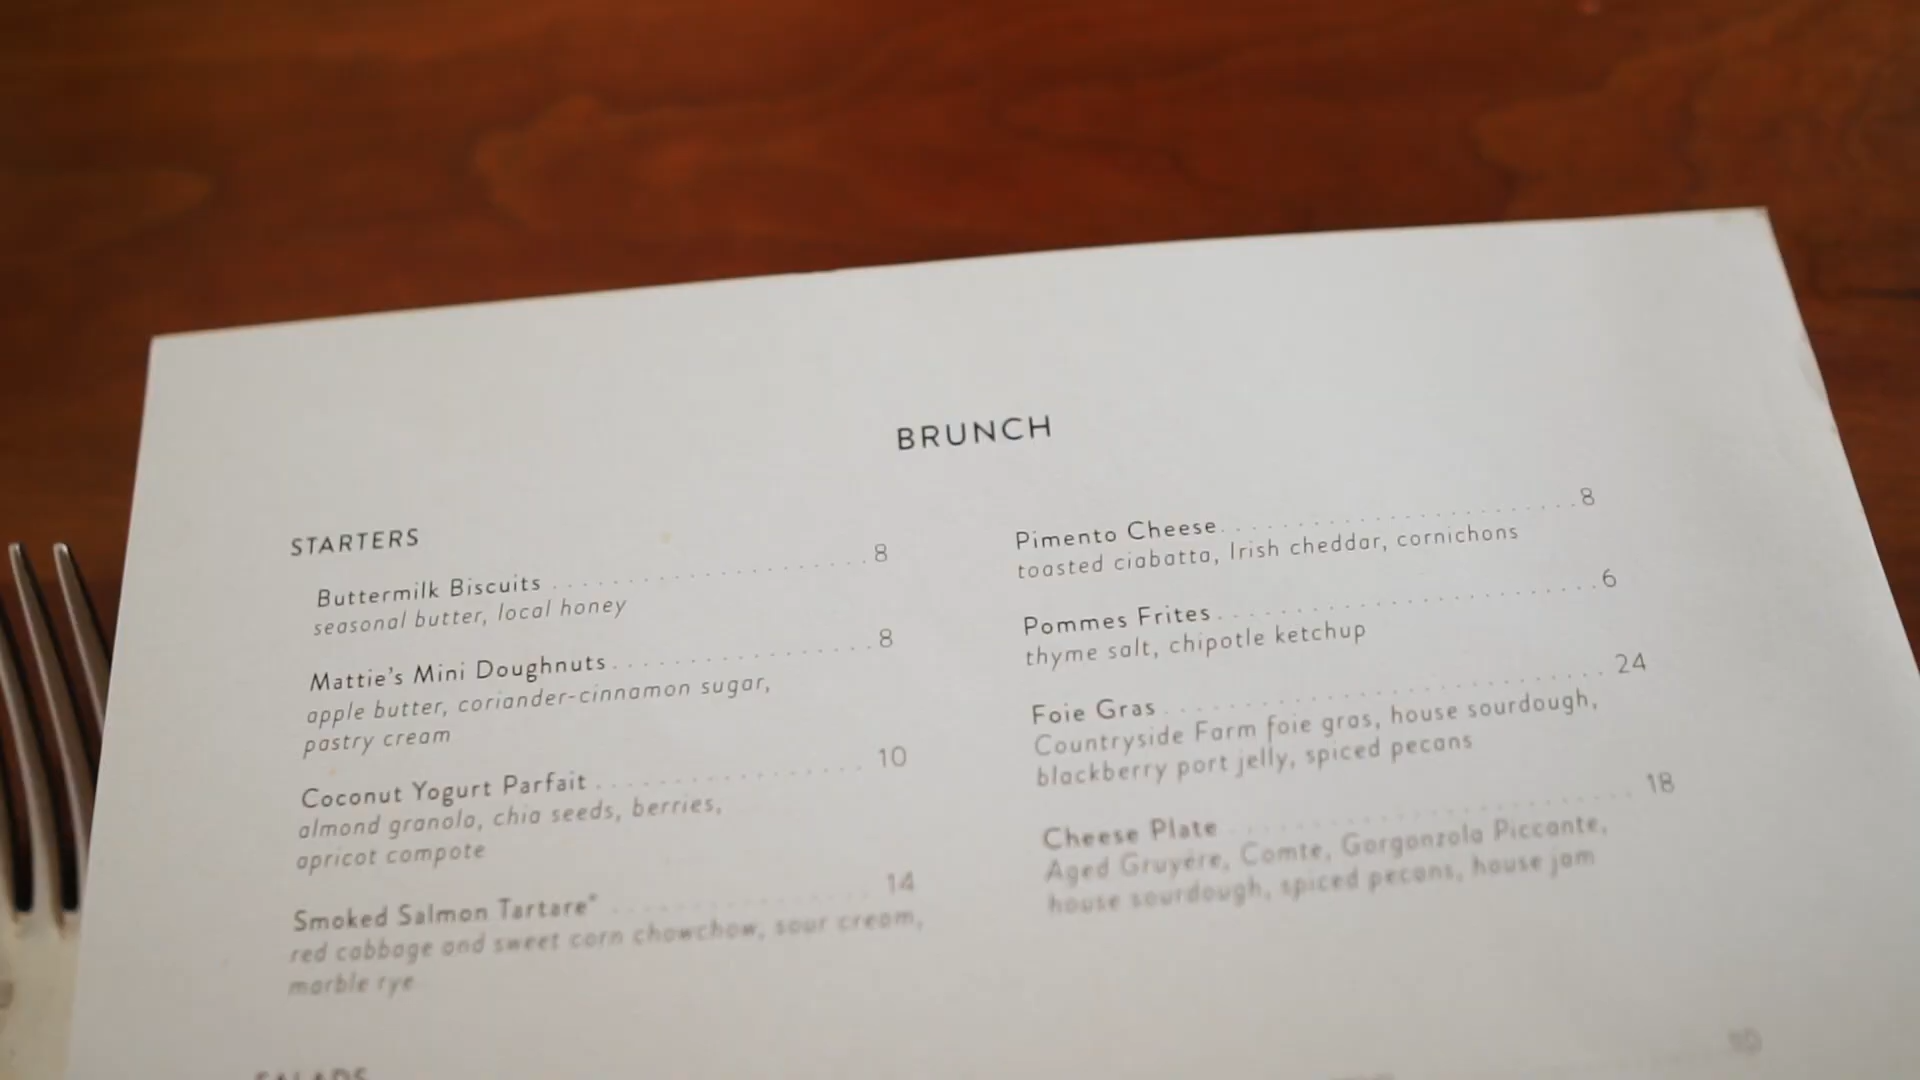 BRUNCH
STARTERS
Buttermilk Biscuits . . . . . . . . . . . . . . . . . . . . . . 8
seasonal butter, local honey
Mattie's Mini Doughnuts . . . . . . . . . . . . . . . . . . 8
apple butter, coriander-cinnamon sugar,
pastry cream
Coconut Yogurt Parfait . . . . . . . . . . . . . . . . . . 10
almond granola, chia seeds, berries,
apricot compote
Smoked Salmon Tartare* . . . . . . . . . . . . . . . . . 14
red cabbage and sweet corn chowchow, sour cream,
marble rye
Pimento Cheese . . . . . . . . . . . . . . . . . . . . . . . . 8
toasted ciabatta, Irish cheddar, cornichons
Pommes Frites . . . . . . . . . . . . . . . . . . . . . . . . . 6
thyme salt, chipotle ketchup
Foie Gras . . . . . . . . . . . . . . . . . . . . . . . . . . . . . 24
Countryside Farm foie gras, house sourdough,
blackberry port jelly, spiced pecans
Cheese Plate . . . . . . . . . . . . . . . . . . . . . . . . . . 18
Aged Gruyére, Comte, Gorgonzola Piccante,
house sourdough, spiced pecans, house jam
SALADS